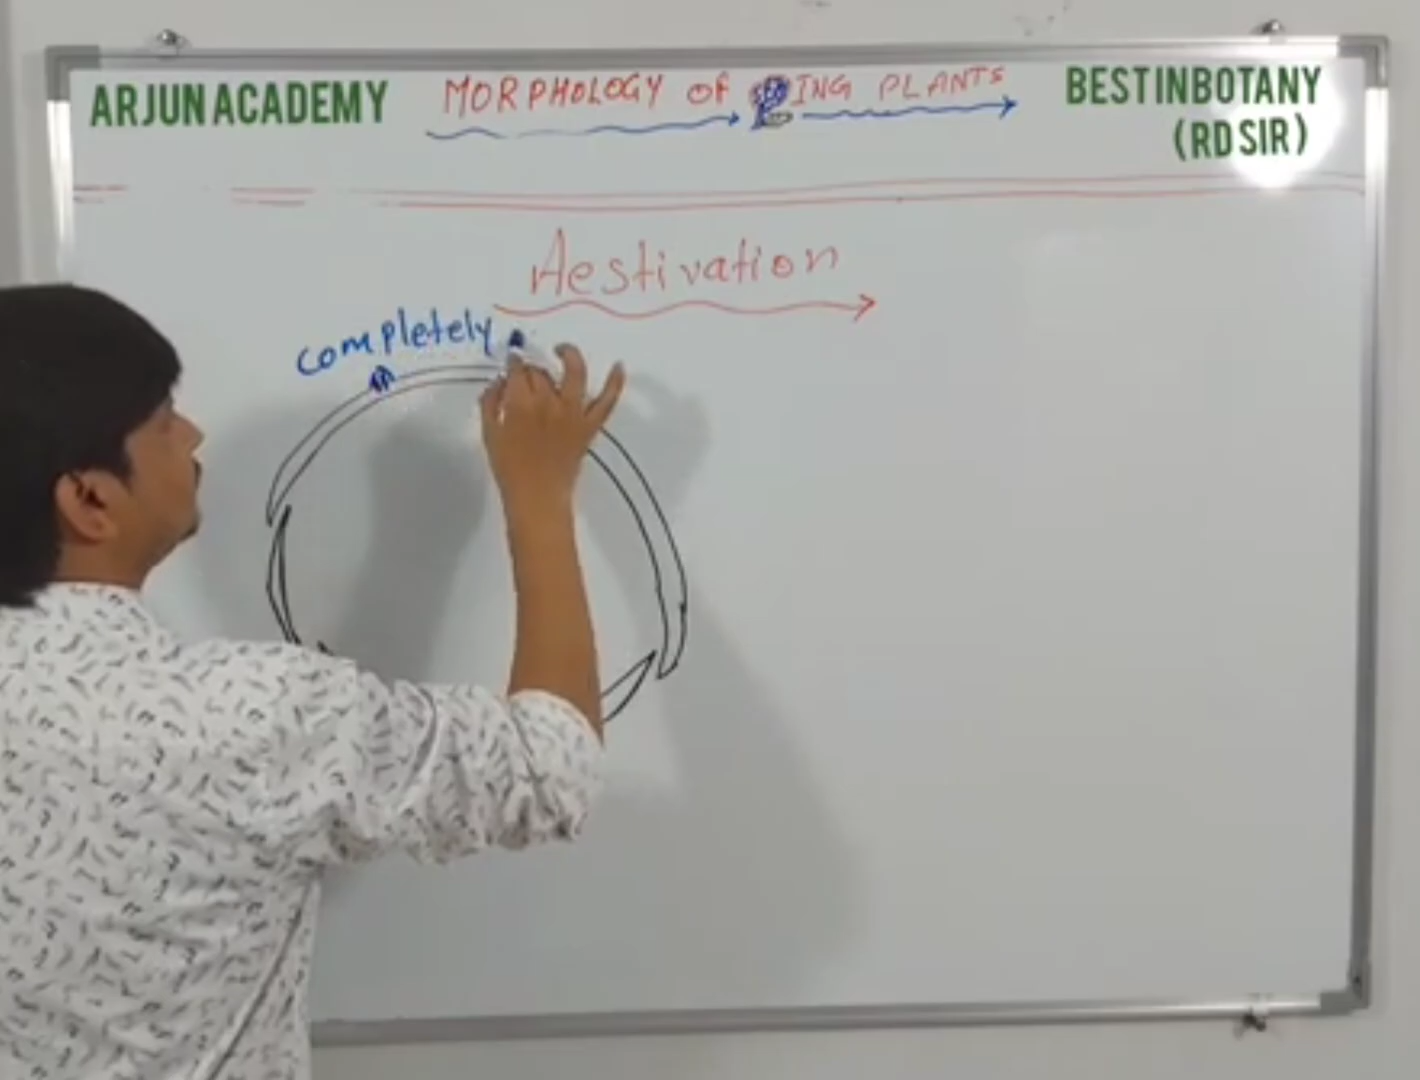 ARJUN ACADEMY
MORPHOLOGY OF ING PLANTS
BEST IN BOTANY
(RD SIR)
Aestivation
completely